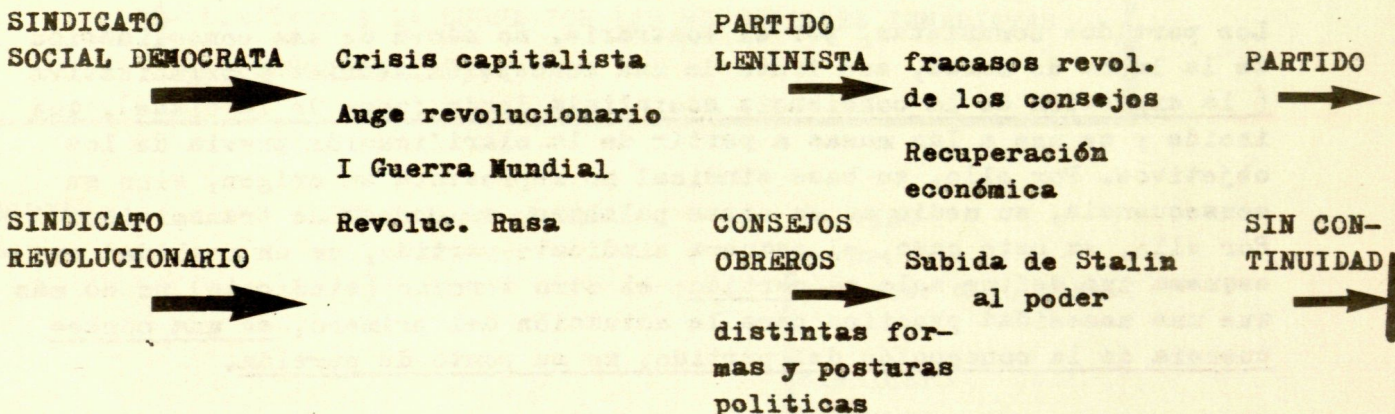 SINDICATO
SOCIAL DEMOCRATA
Crisis capitalista
Auge revolucionario
I Guerra Mundial
PARTIDO
LENINISTA
fracasos revol.
de los consejos
Recuperación
económica
PARTIDO
SINDICATO
REVOLUCIONARIO
Revoluc. Rusa
CONSEJOS
OBREROS
distintas for-
mas y posturas
politicas
Subida de Stalin
al poder
SIN CON-
TINUIDAD